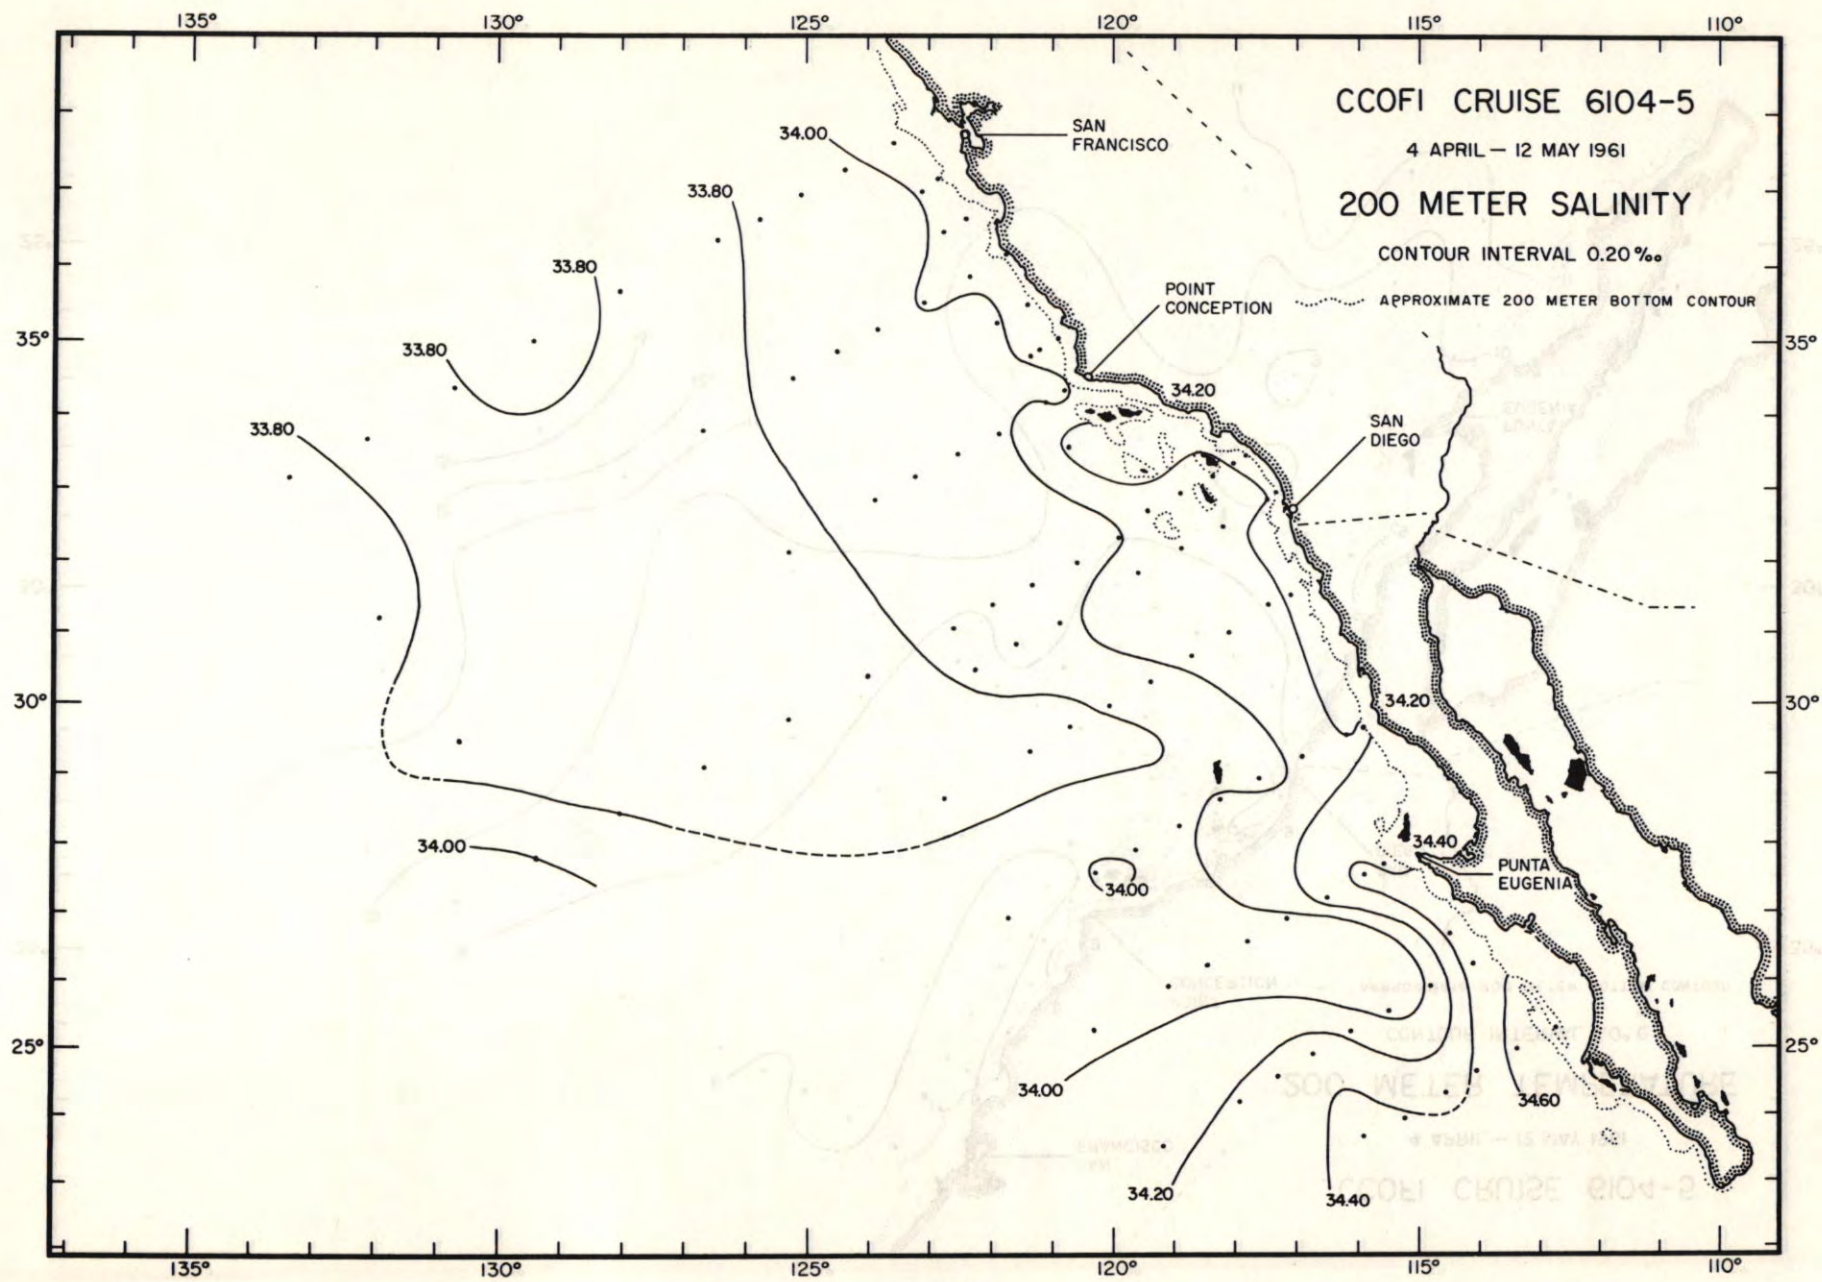 135° 130° 125° 120° 115° 110°
CCOFI CRUISE 6104-5
4 APRIL — 12 MAY 1961
200 METER SALINITY
CONTOUR INTERVAL 0.20‰
APPROXIMATE 200 METER BOTTOM CONTOUR
SAN
FRANCISCO
34.00
33.80
33.80
POINT
CONCEPTION
35° 35°
33.80
34.20
33.80
SAN
DIEGO
30° 30°
34.20
34.00
34.40
PUNTA
EUGENIA
34.00
25° 25°
34.00
34.60
34.20
34.40
135° 130° 125° 120° 115° 110°